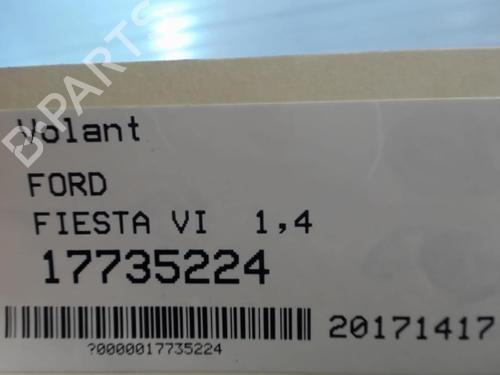 B-PARTS
Volant
FORD
FIESTA VI 1,4
17735224
20171417
?0000017735224